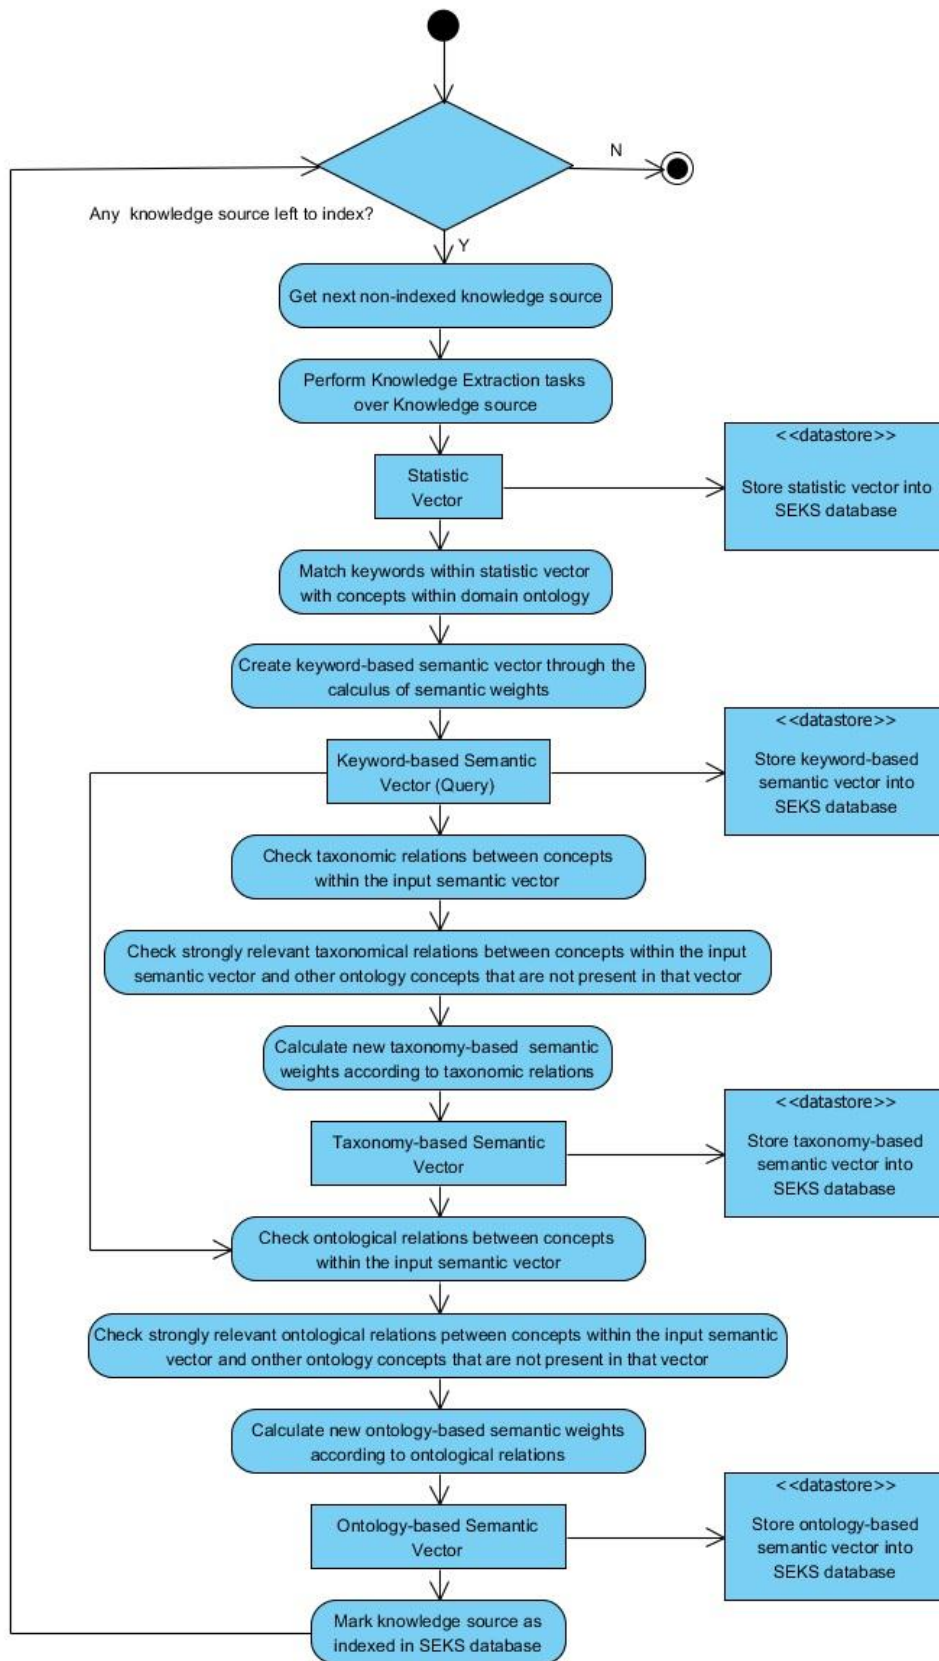 N
Any knowledge source left to index?
Y
Get next non-indexed knowledge source
Perform Knowledge Extraction tasks
over Knowledge source
Statistic
Vector
<<datastore>>
Store statistic vector into
SEKS database
Match keywords within statistic vector
with concepts within domain ontology
Create keyword-based semantic vector through the
calculus of semantic weights
Keyword-based Semantic
Vector (Query)
<<datastore>>
Store keyword-based
semantic vector into
SEKS database
Check taxonomic relations between concepts
within the input semantic vector
Check strongly relevant taxonomical relations between concepts within the input
semantic vector and other ontology concepts that are not present in that vector
Calculate new taxonomy-based semantic
weights according to taxonomic relations
Taxonomy-based Semantic
Vector
<<datastore>>
Store taxonomy-based
semantic vector into
SEKS database
Check ontological relations between concepts
within the input semantic vector
Check strongly relevant ontological relations petween concepts within the input semantic
vector and onther ontology concepts that are not present in that vector
Calculate new ontology-based semantic weights
according to ontological relations
Ontology-based Semantic
Vector
<<datastore>>
Store ontology-based
semantic vector into
SEKS database
Mark knowledge source as
indexed in SEKS database